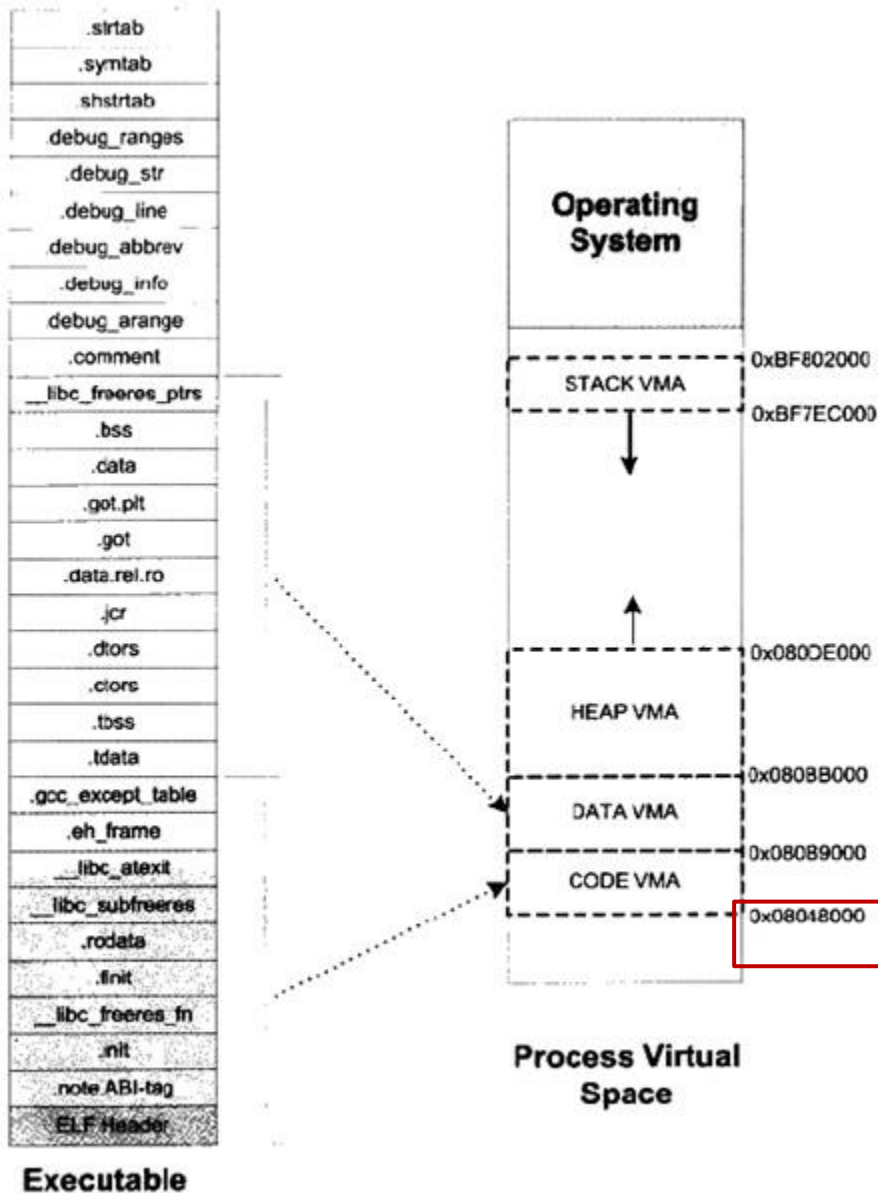 .strtab
.symtab
.shstrtab
.debug_ranges
.debug_str
.debug_line
.debug_abbrev
.debug_info
.debug_arange
.comment
__libc_freeres_ptrs
.bss
.data
.got.plt
.got
.data.rel.ro
.jcr
.dtors
.ctors
.tbss
.tdata
.gcc_except_table
.eh_frame
__libc_atexit
__libc_subfreeres
.rodata
.finit
__libc_freeres_fn
.init
.note.ABI-tag
ELF Header
Executable
Operating
System
STACK VMA
0xBF802000
0xBF7EC000
0x080DE000
HEAP VMA
0x080BB000
DATA VMA
0x080B9000
CODE VMA
0x08048000
Process Virtual
Space